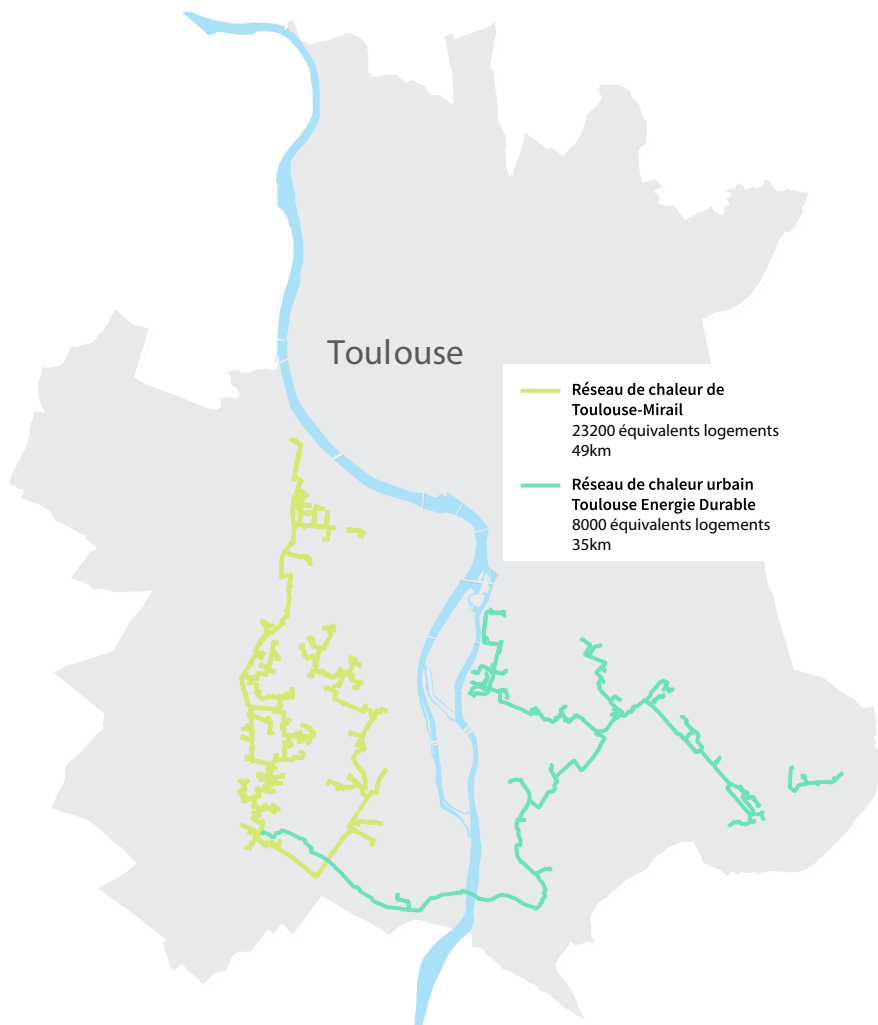 Toulouse
Réseau de chaleur de
Toulouse-Mirail
23200 équivalents logements
49km
Réseau de chaleur urbain
Toulouse Energie Durable
8000 équivalents logements
35km